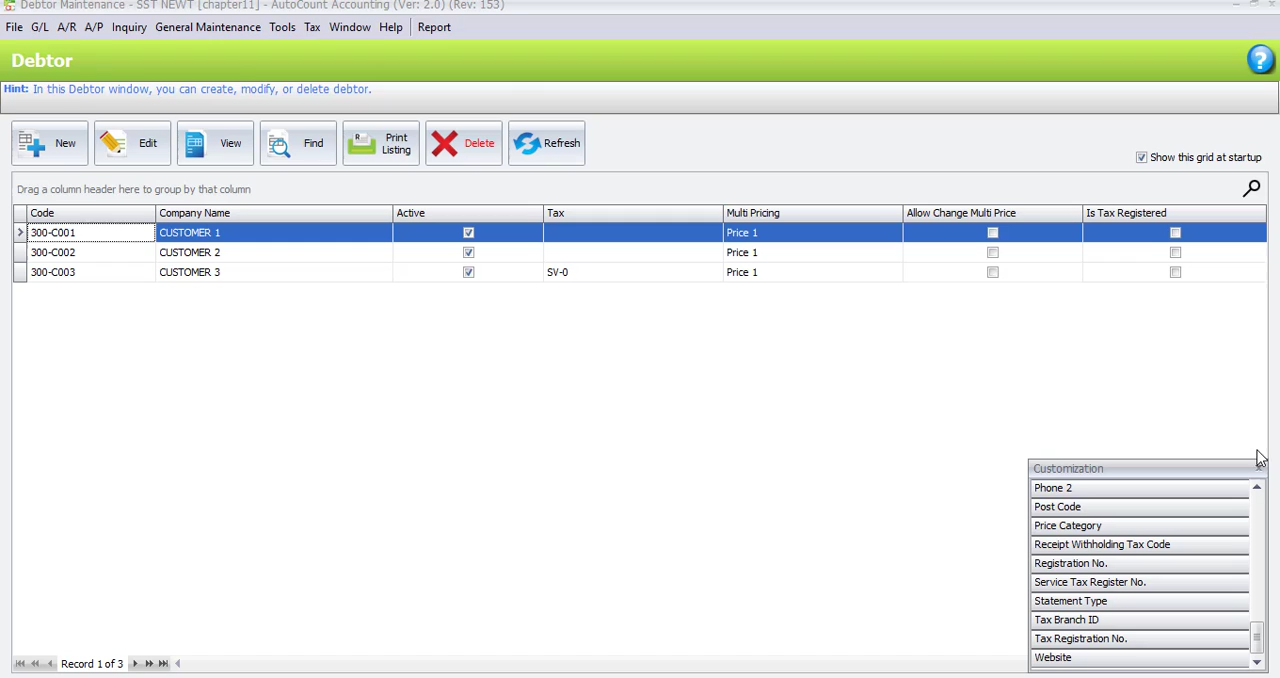 Debtor Maintenance - SST NEWT [chapter11] - AutoCount Accounting (Ver: 2.0) (Rev: 153)
File G/L A/R A/P Inquiry General Maintenance Tools Tax Window Help Report
Debtor
?
Hint: In this Debtor window, you can create, modify, or delete debtor.
New Edit View Find Print Listing Delete Refresh
Show this grid at startup
Drag a column header here to group by that column
Code Company Name Active Tax Multi Pricing Allow Change Multi Price Is Tax Registered
300-C001 CUSTOMER 1 Price 1
300-C002 CUSTOMER 2 Price 1
300-C003 CUSTOMER 3 SV-0 Price 1
Customization
Phone 2
Post Code
Price Category
Receipt Withholding Tax Code
Registration No.
Service Tax Register No.
Statement Type
Tax Branch ID
Tax Registration No.
Website
Record 1 of 3